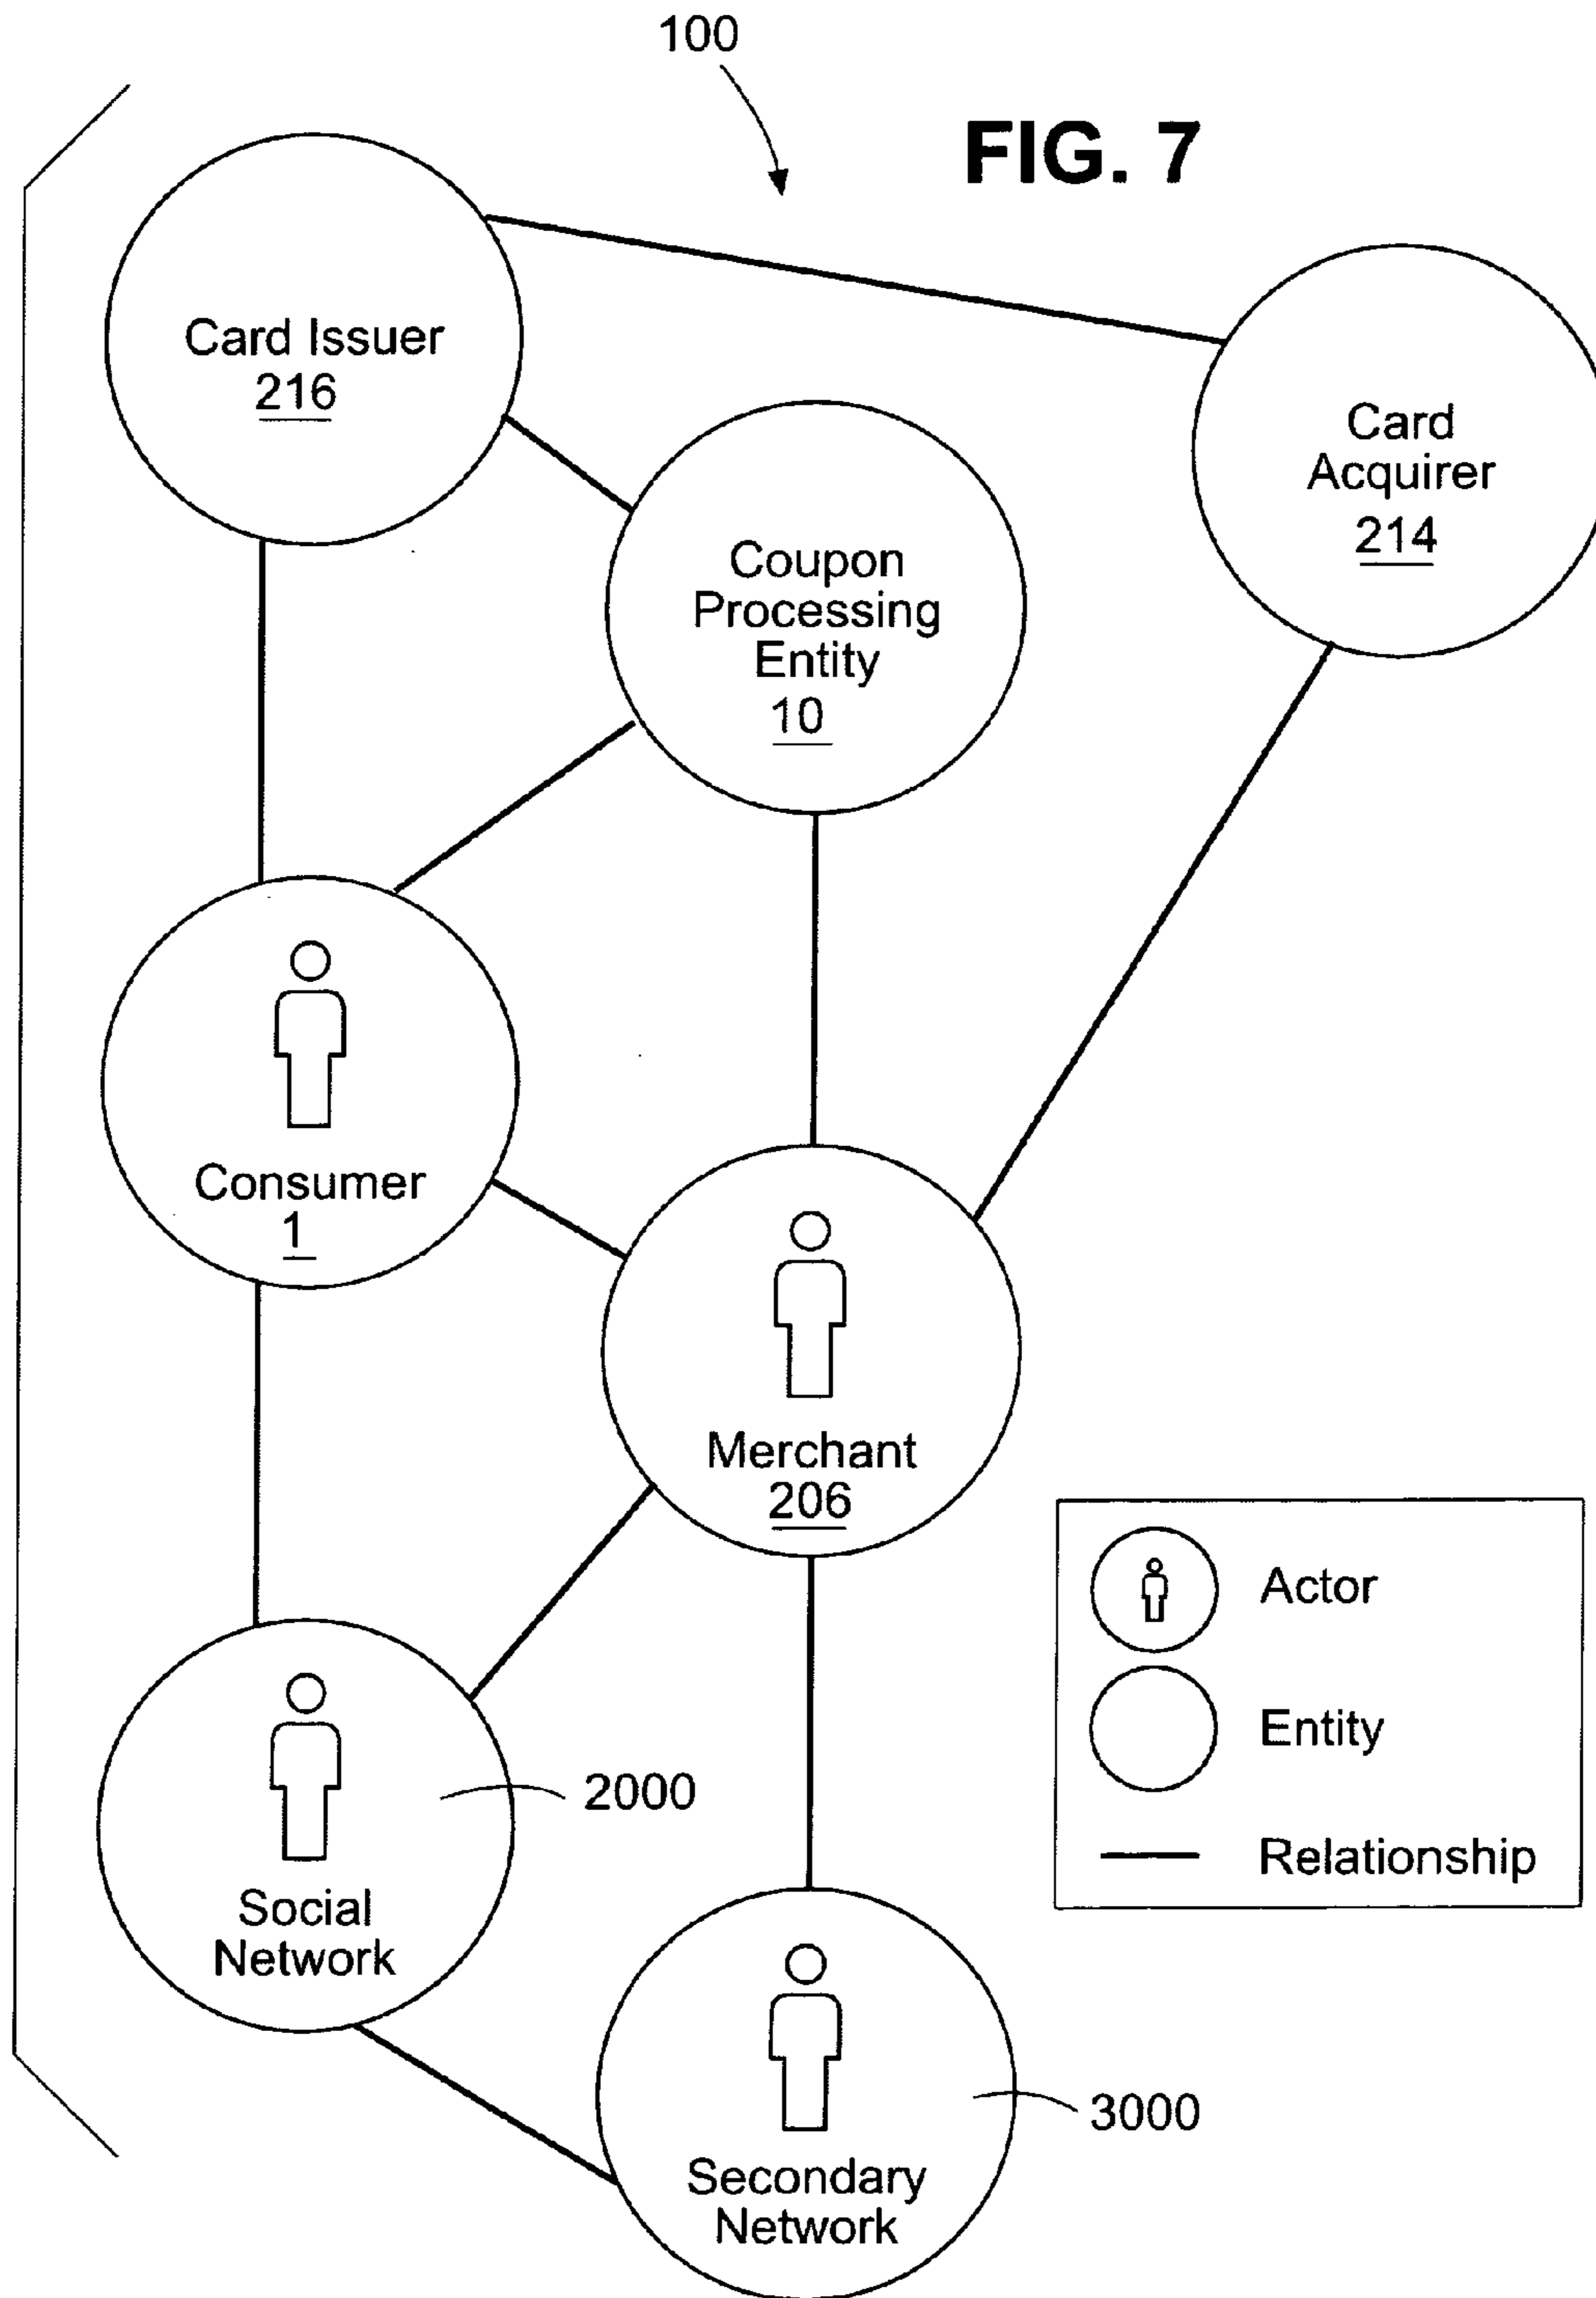 100
FIG. 7
Card Issuer
216
Card
Acquirer
214
Coupon
Processing
Entity
10
Consumer
1
Merchant
206
Actor
Entity
Relationship
2000
Social
Network
3000
Secondary
Network